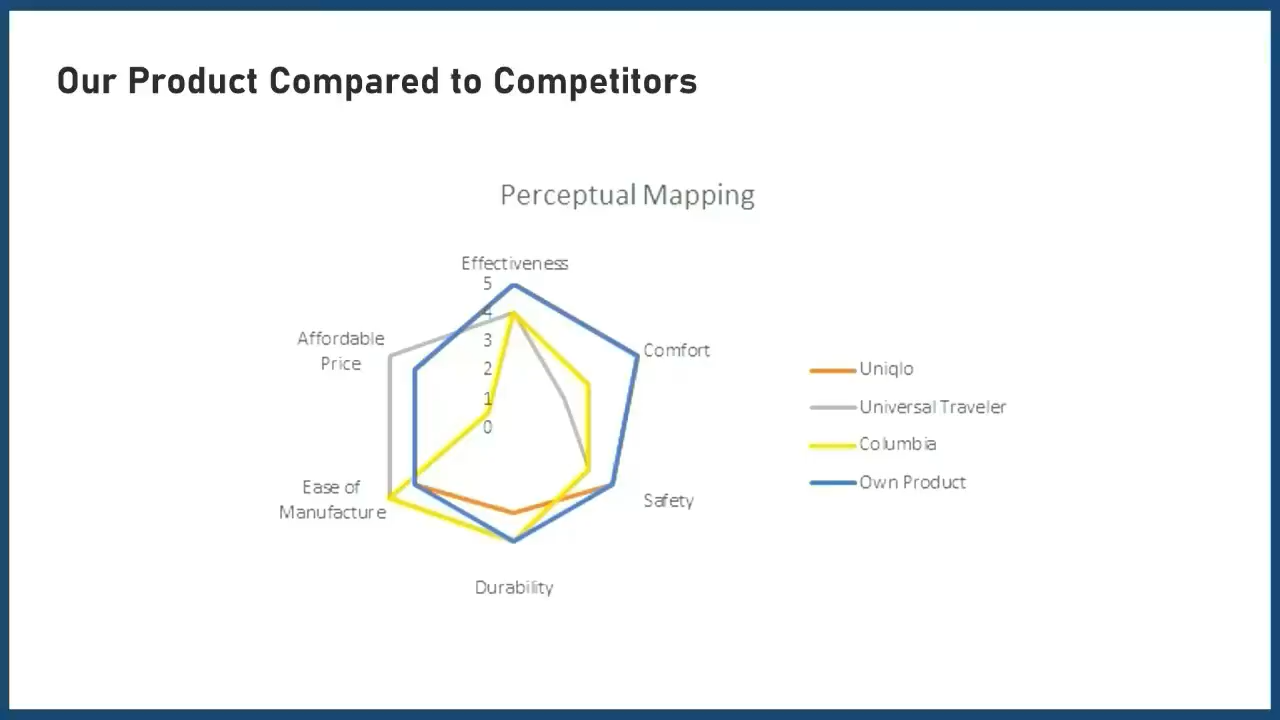 Our Product Compared to Competitors
Perceptual Mapping
Effectiveness
5
4
3
2
1
0
Affordable
Price
Comfort
Ease of
Manufacture
Safety
Durability
Uniqlo
Universal Traveler
Columbia
Own Product